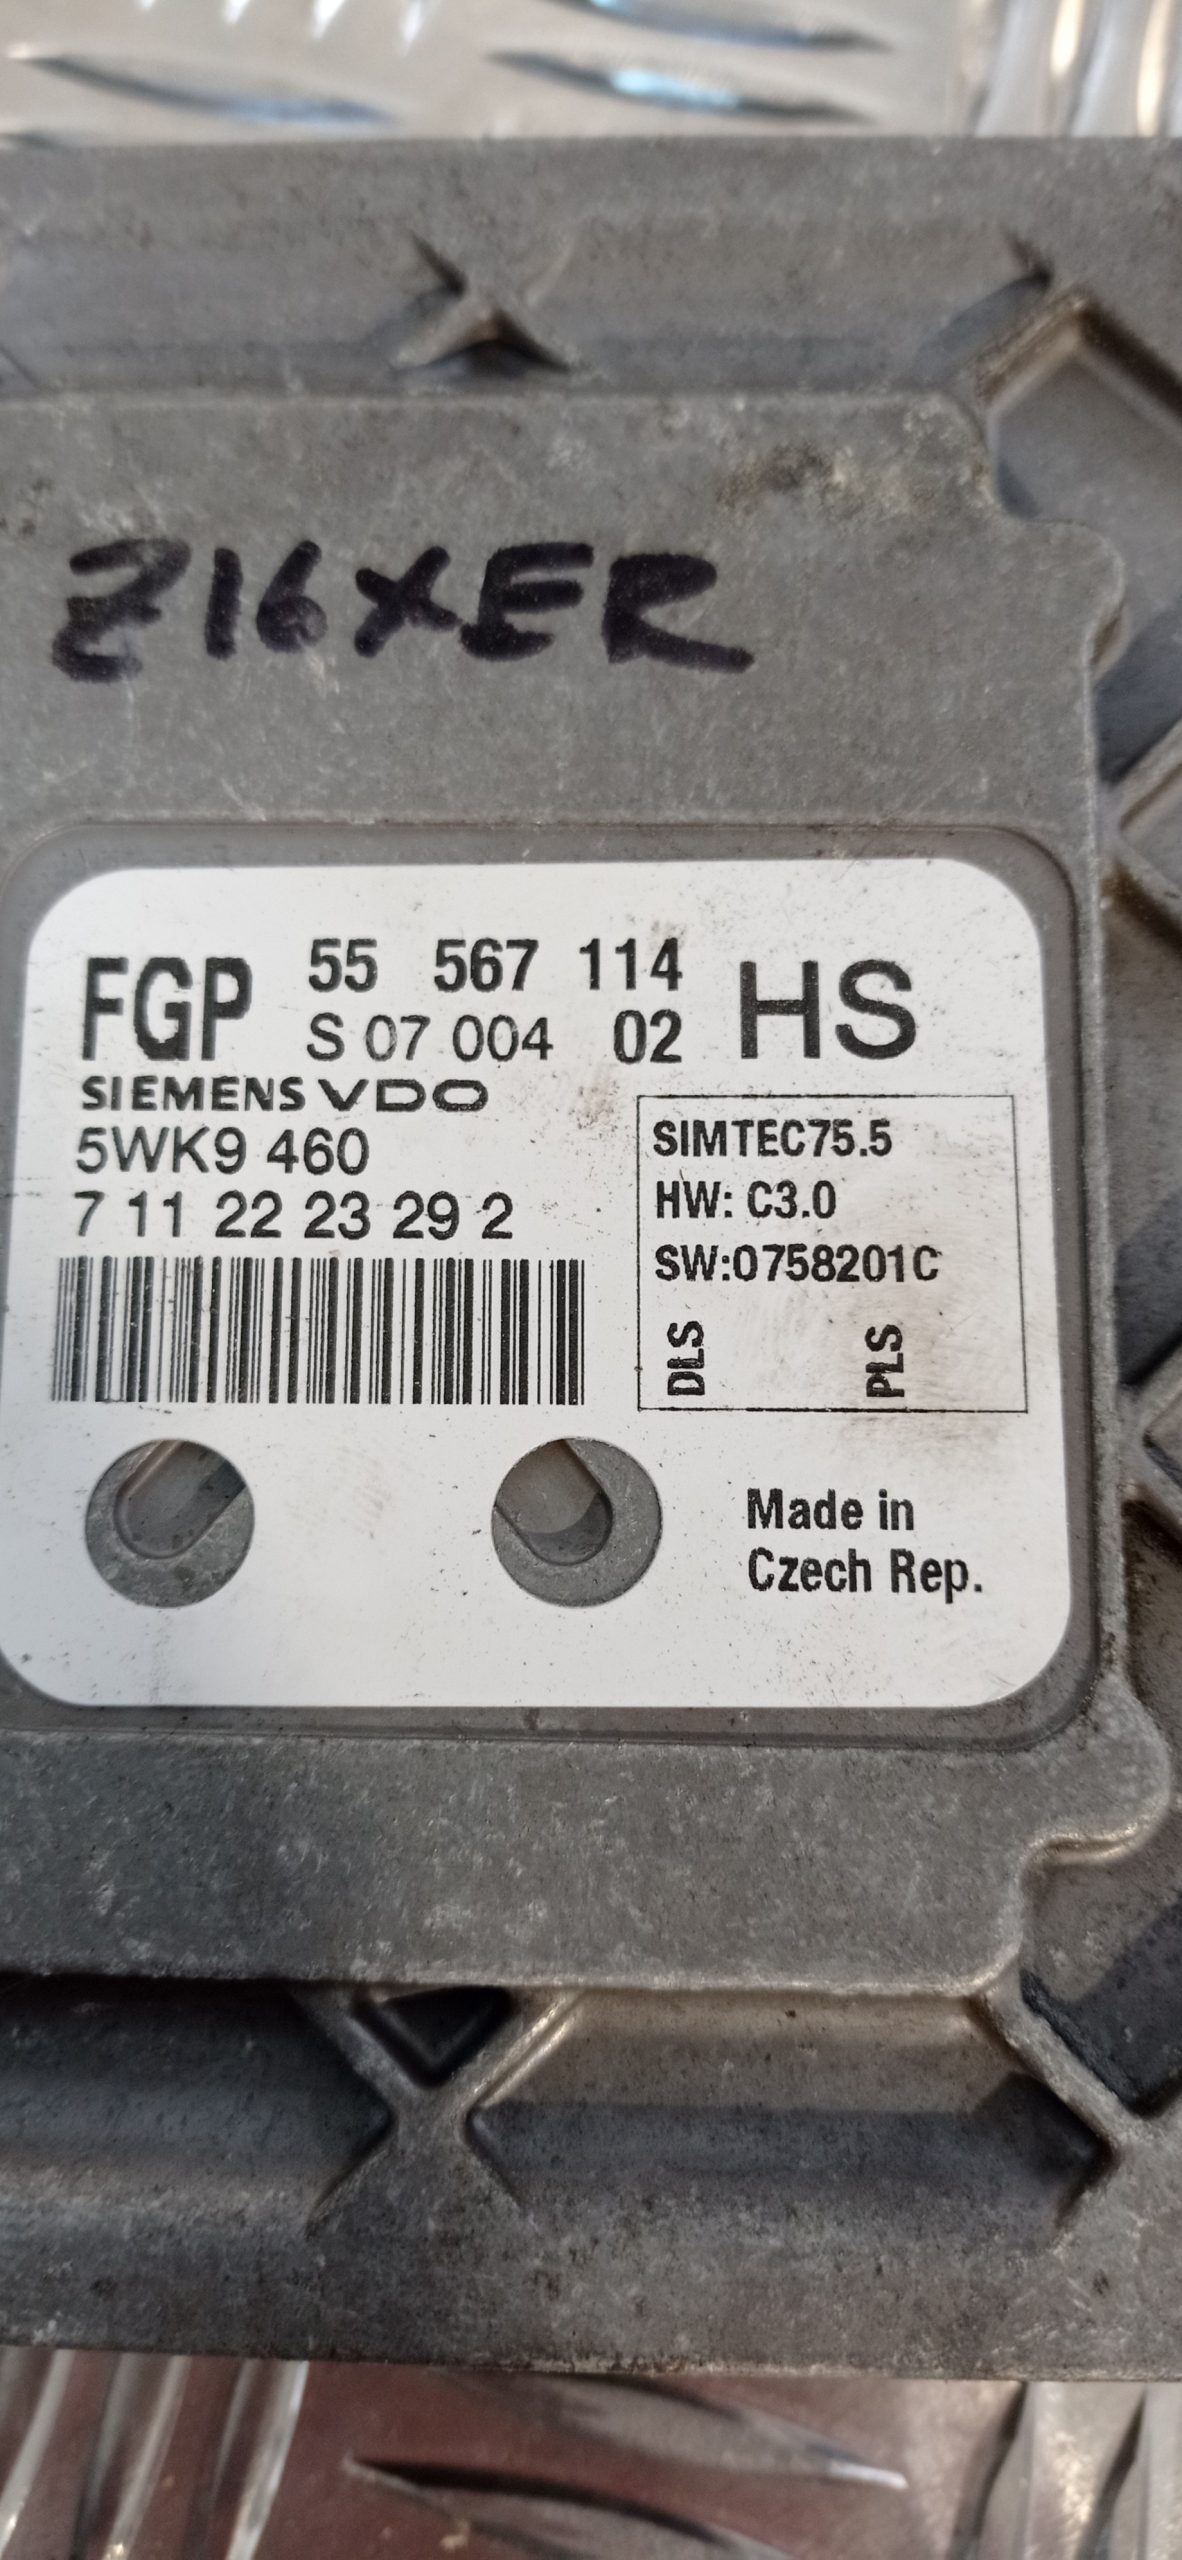 Z16XER
FGP 55 567 114 HS
S 07 004 02
SIEMENS VDO
5WK9 460
7 11 22 23 29 2
SIMTEC75.5
HW: C3.0
SW:0758201C
DLS PLS
Made in
Czech Rep.